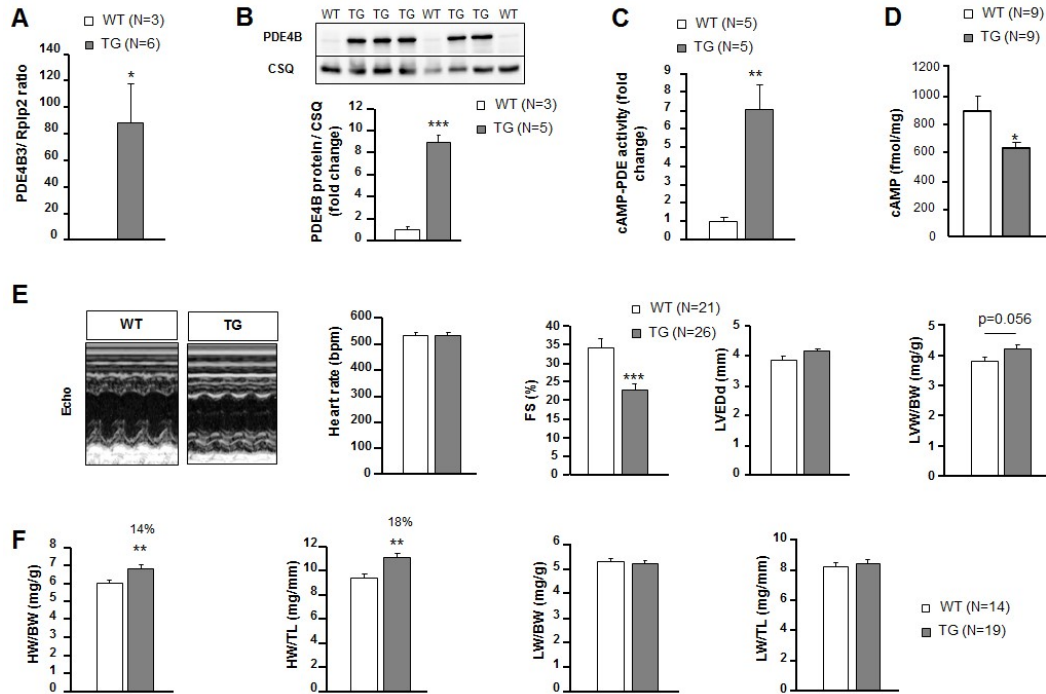 A
WT (N=3)
TG (N=6)
PDE4B3/ Rplp2 ratio
140
120
100
80
60
40
20
0
*
B
WT TG TG TG WT TG TG WT
PDE4B
CSQ
WT (N=3)
TG (N=5)
PDE4B protein/ CSQ
(fold change)
12
10
8
6
4
2
0
***
C
WT (N=5)
TG (N=5)
cAMP-PDE activity (fold
change)
9
8
7
6
5
4
3
2
1
0
**
D
WT (N=9)
TG (N=9)
cAMP (fmol/mg)
1200
1000
800
600
400
200
0
*
E
WT
TG
Echo
Heart rate (bpm)
600
500
400
300
200
100
0
WT (N=21)
TG (N=26)
FS (%)
40
35
30
25
20
15
10
5
0
***
LVEDd (mm)
5
4
3
2
1
0
p=0.056
LVW/BW (mg/g)
6
5
4
3
2
1
0
F
14%
**
HW/BW (mg/g)
8
7
6
5
4
3
2
1
0
18%
**
HW/TL (mg/mm)
12
10
8
6
4
2
0
LW/BW (mg/g)
6
5
4
3
2
1
0
LW/TL (mg/mm)
10
8
6
4
2
0
WT (N=14)
TG (N=19)